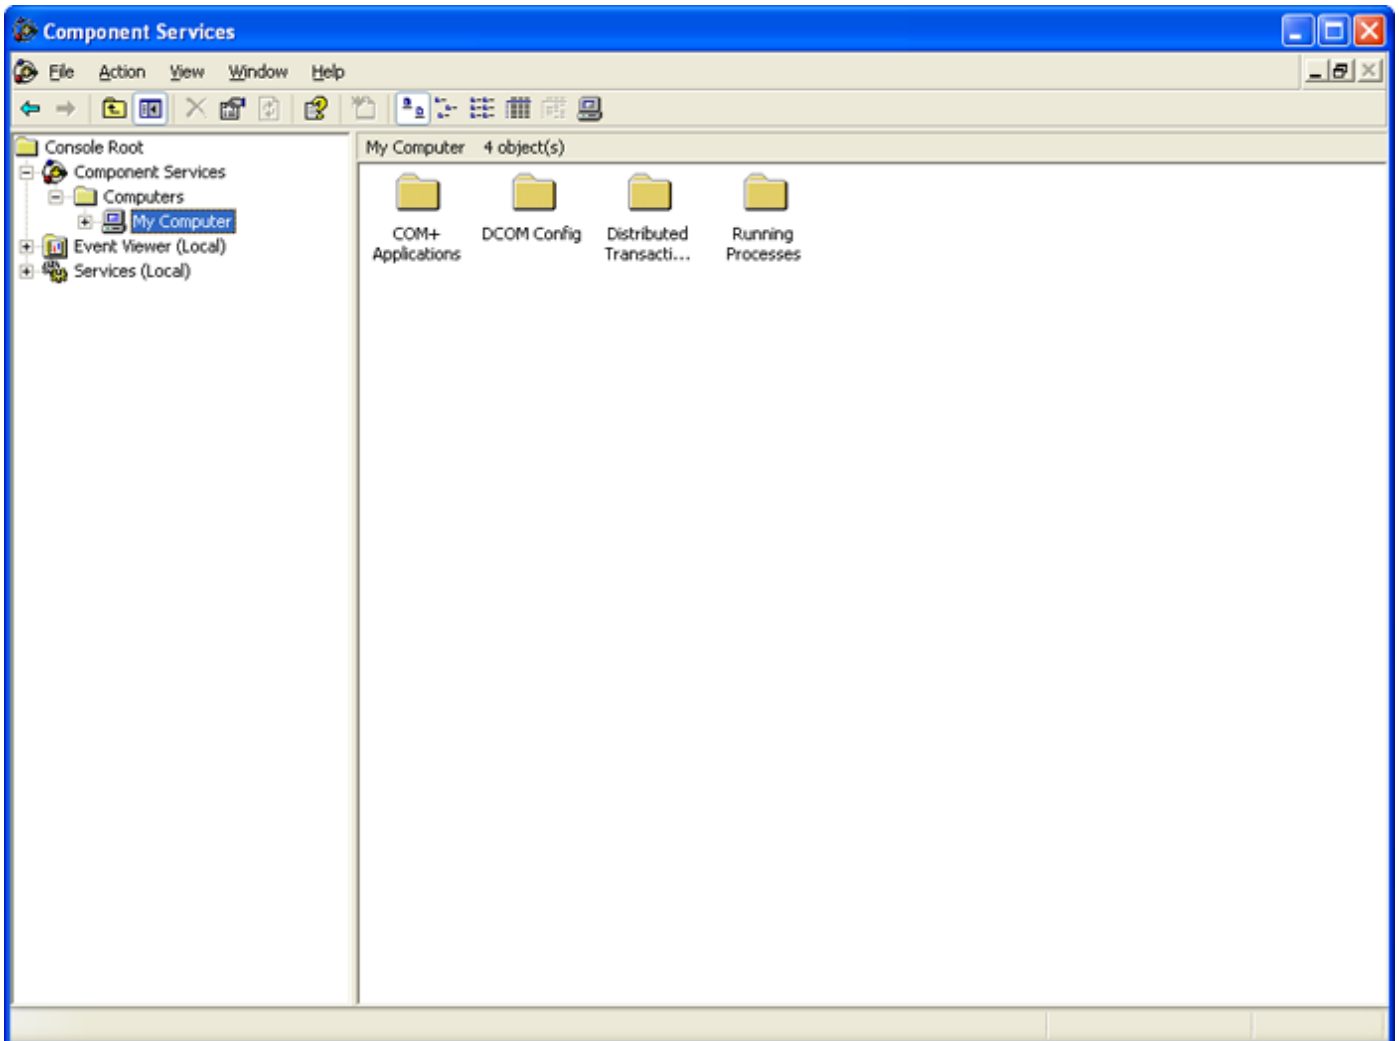 Component Services
File Action View Window Help
Console Root
Component Services
Computers
My Computer
Event Viewer (Local)
Services (Local)
My Computer 4 object(s)
COM+
Applications
DCOM Config
Distributed
Transacti...
Running
Processes